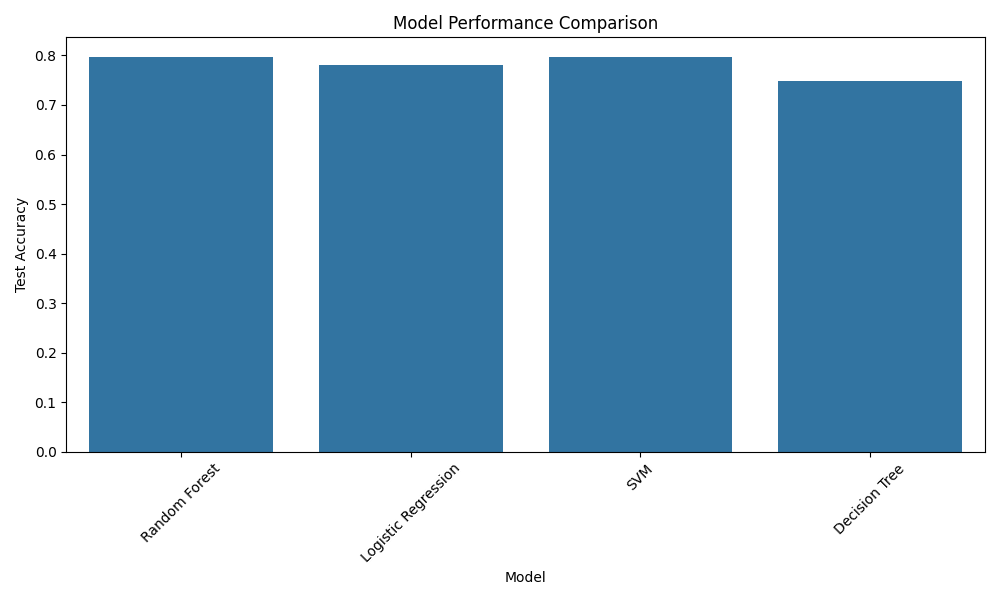 Model Performance Comparison
Test Accuracy
0.8
0.7
0.6
0.5
0.4
0.3
0.2
0.1
0.0
Random Forest
Logistic Regression
SVM
Decision Tree
Model